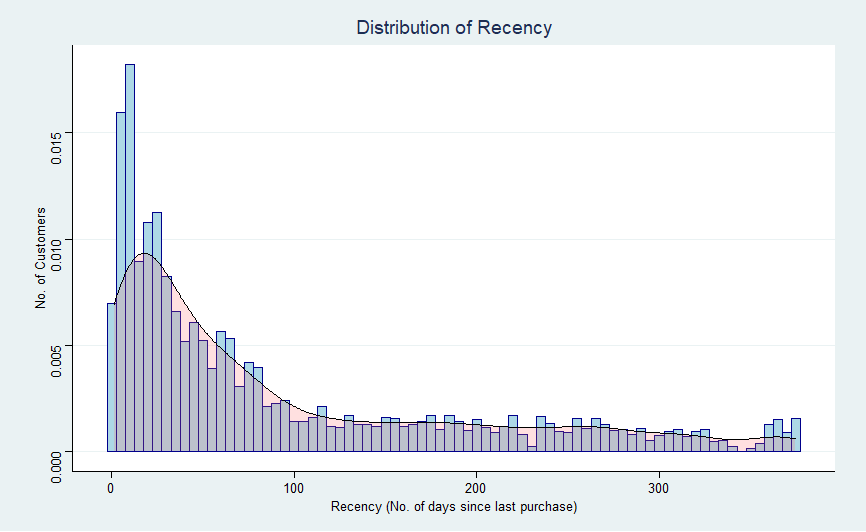 Distribution of Recency
No. of Customers
0.015
0.010
0.005
0.000
0
100
200
300
Recency (No. of days since last purchase)